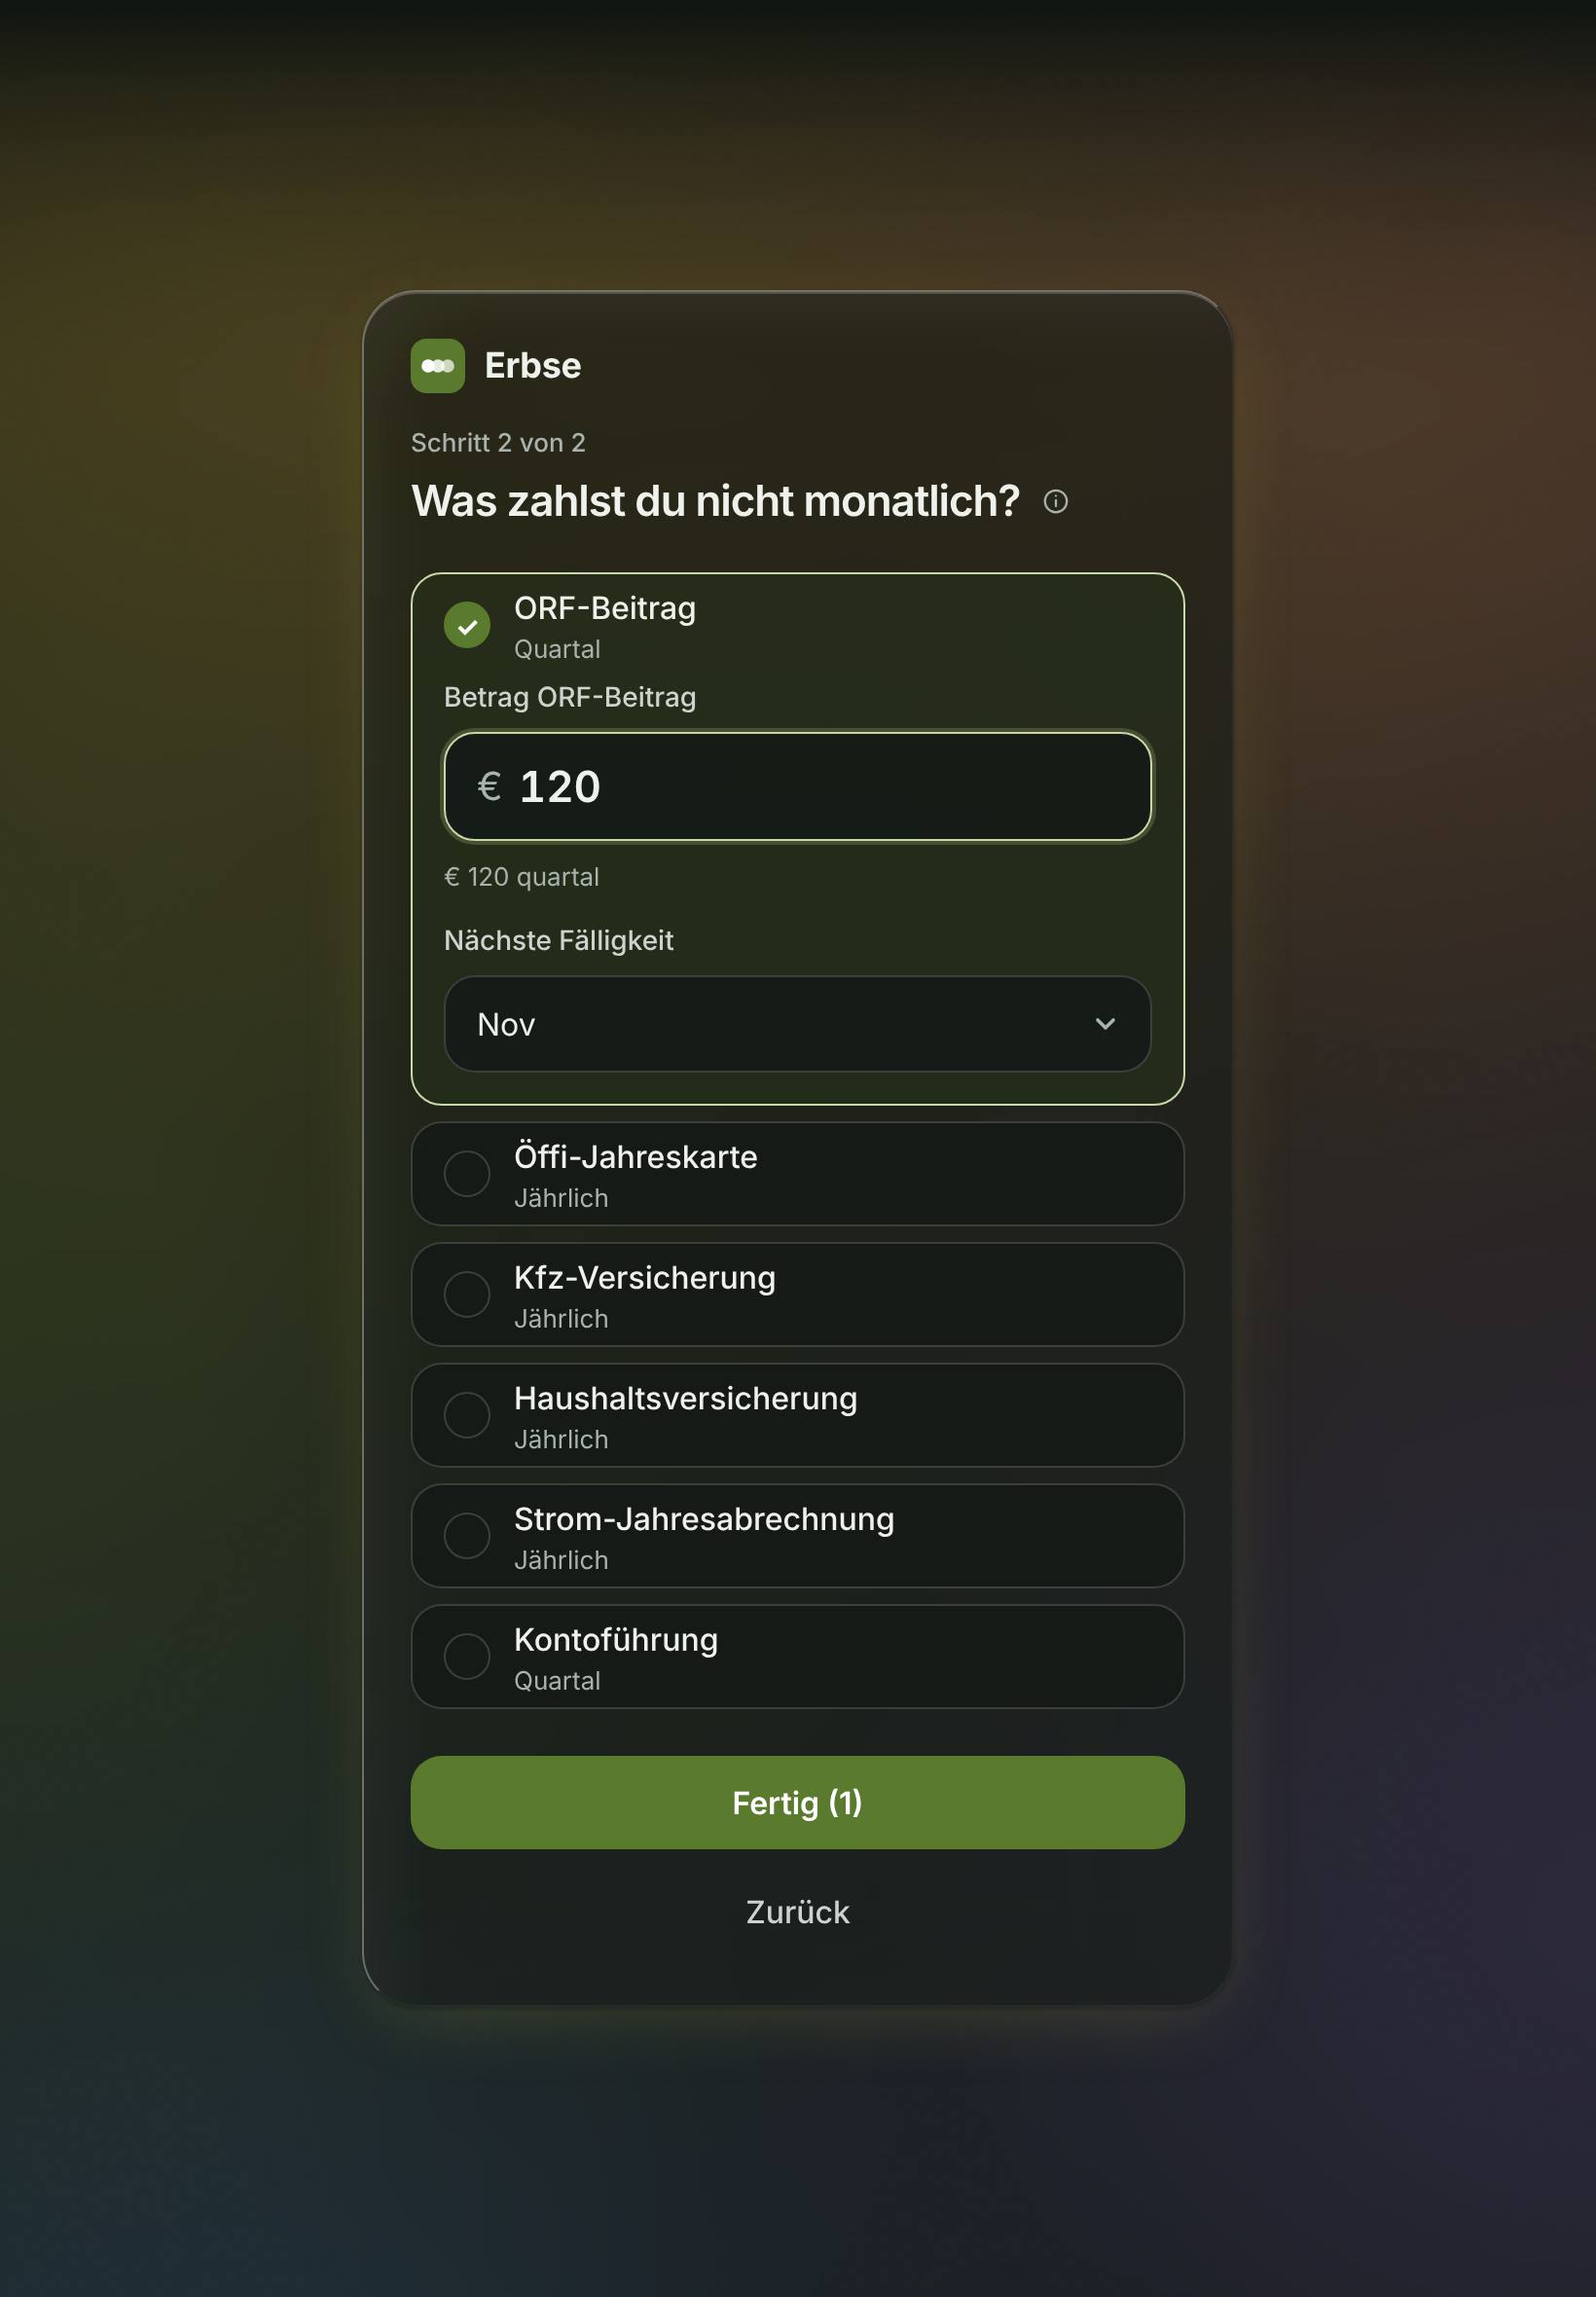 Erbse
Schritt 2 von 2
Was zahlst du nicht monatlich?
ORF-Beitrag
Quartal
Betrag ORF-Beitrag
€ 120
€ 120 quartal
Nächste Fälligkeit
Nov
Öffi-Jahreskarte
Jährlich
Kfz-Versicherung
Jährlich
Haushaltsversicherung
Jährlich
Strom-Jahresabrechnung
Jährlich
Kontoführung
Quartal
Fertig (1)
Zurück